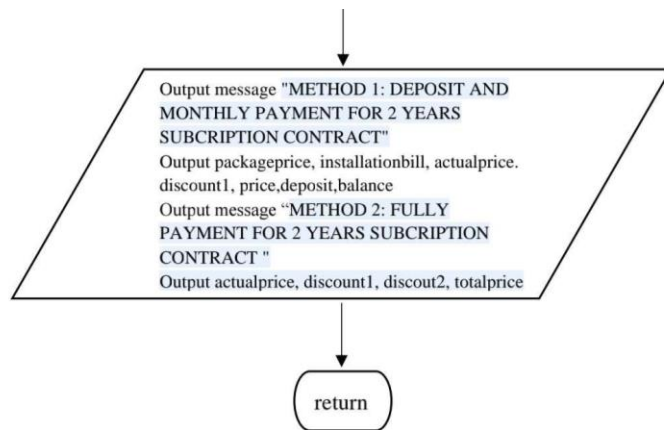 Output message "METHOD 1: DEPOSIT AND
MONTHLY PAYMENT FOR 2 YEARS
SUBCRIPTION CONTRACT"
Output packageprice, installationbill, actualprice.
discount1, price,deposit,balance
Output message “METHOD 2: FULLY
PAYMENT FOR 2 YEARS SUBCRIPTION
CONTRACT "
Output actualprice, discount1, discout2, totalprice
return